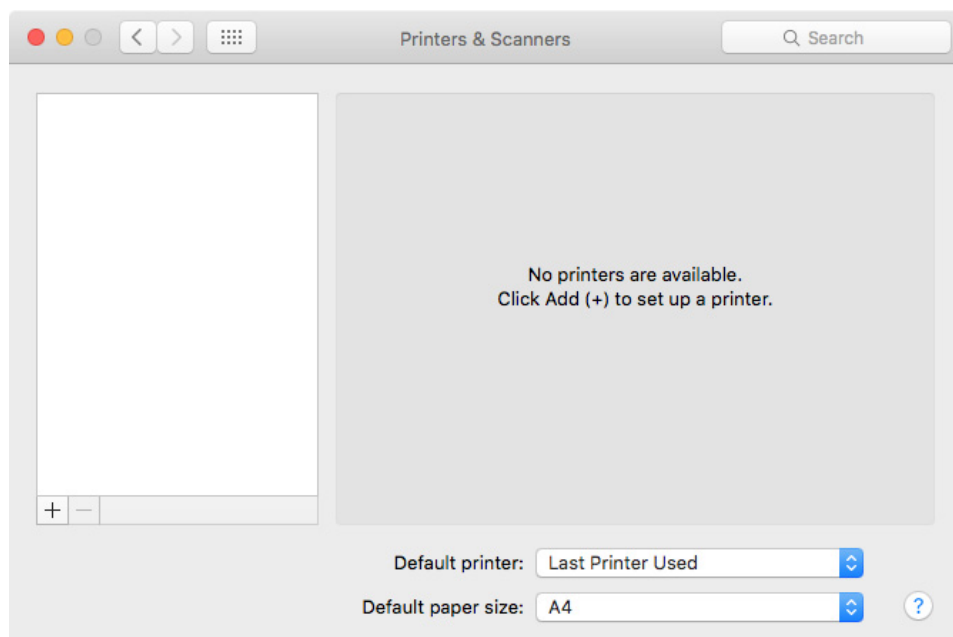 Printers & Scanners
Search
No printers are available.
Click Add (+) to set up a printer.
Default printer: Last Printer Used
Default paper size: A4